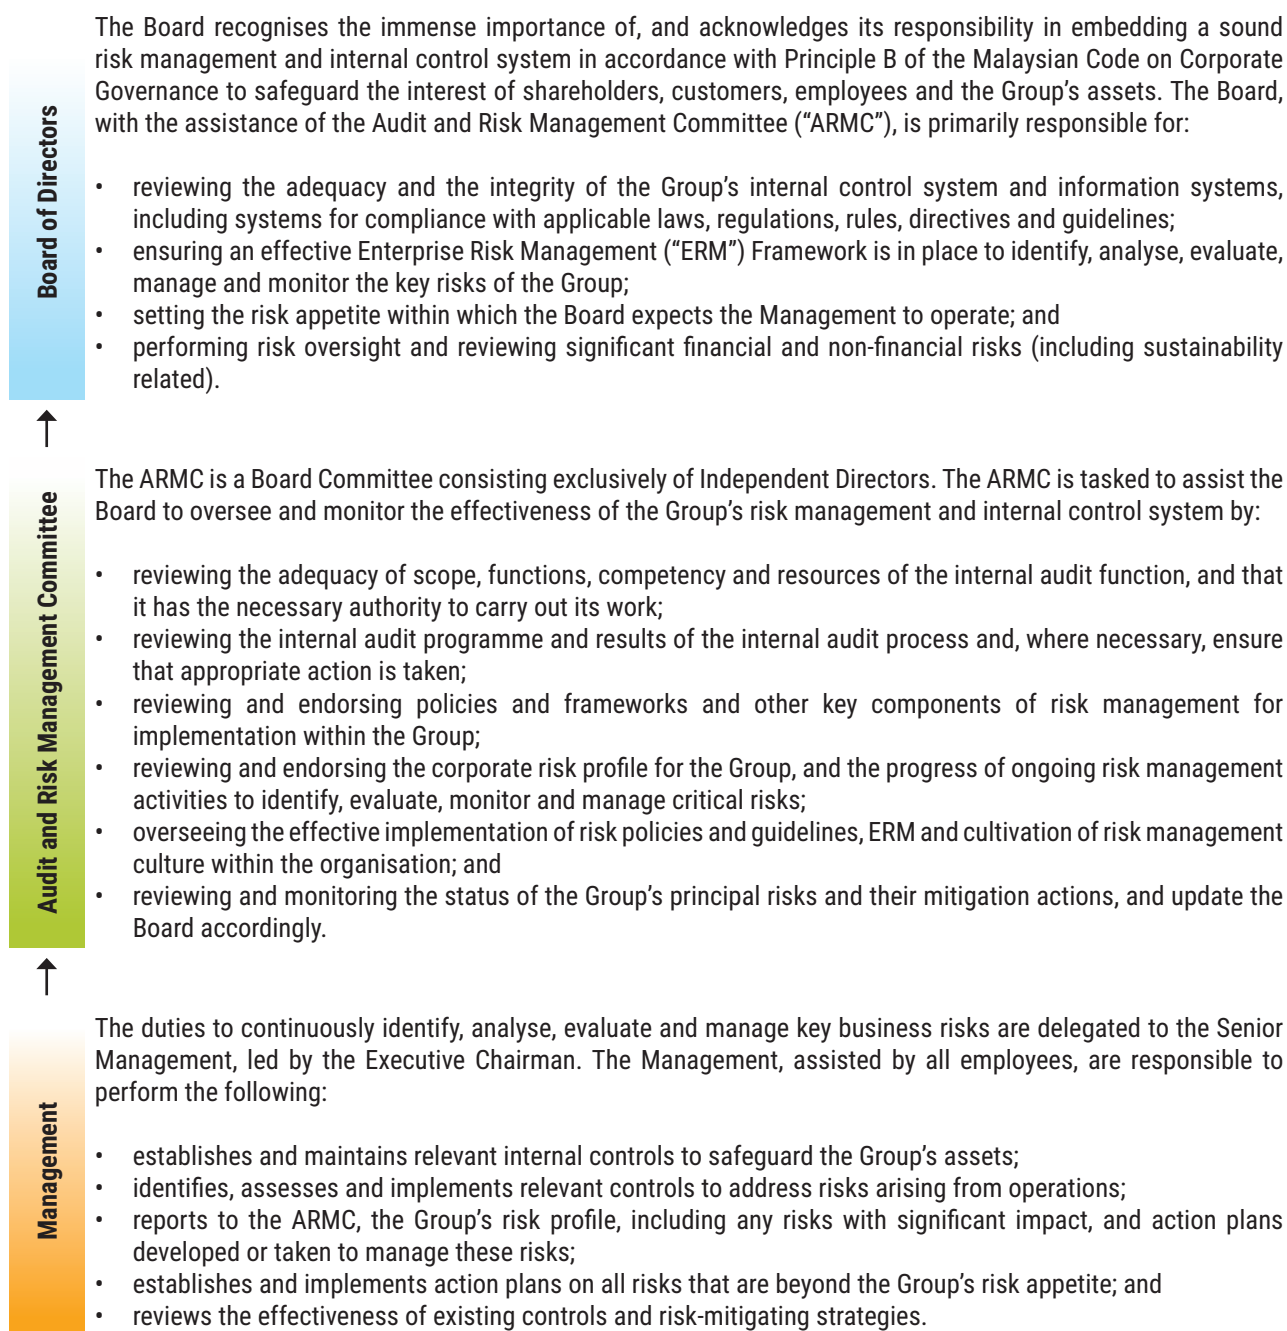 Board of Directors
The Board recognises the immense importance of, and acknowledges its responsibility in embedding a sound
risk management and internal control system in accordance with Principle B of the Malaysian Code on Corporate
Governance to safeguard the interest of shareholders, customers, employees and the Group’s assets. The Board,
with the assistance of the Audit and Risk Management Committee (“ARMC”), is primarily responsible for:
• reviewing the adequacy and the integrity of the Group’s internal control system and information systems,
including systems for compliance with applicable laws, regulations, rules, directives and guidelines;
• ensuring an effective Enterprise Risk Management (“ERM”) Framework is in place to identify, analyse, evaluate,
manage and monitor the key risks of the Group;
• setting the risk appetite within which the Board expects the Management to operate; and
• performing risk oversight and reviewing significant financial and non-financial risks (including sustainability
related).
Audit and Risk Management Committee
The ARMC is a Board Committee consisting exclusively of Independent Directors. The ARMC is tasked to assist the
Board to oversee and monitor the effectiveness of the Group’s risk management and internal control system by:
• reviewing the adequacy of scope, functions, competency and resources of the internal audit function, and that
it has the necessary authority to carry out its work;
• reviewing the internal audit programme and results of the internal audit process and, where necessary, ensure
that appropriate action is taken;
• reviewing and endorsing policies and frameworks and other key components of risk management for
implementation within the Group;
• reviewing and endorsing the corporate risk profile for the Group, and the progress of ongoing risk management
activities to identify, evaluate, monitor and manage critical risks;
• overseeing the effective implementation of risk policies and guidelines, ERM and cultivation of risk management
culture within the organisation; and
• reviewing and monitoring the status of the Group’s principal risks and their mitigation actions, and update the
Board accordingly.
Management
The duties to continuously identify, analyse, evaluate and manage key business risks are delegated to the Senior
Management, led by the Executive Chairman. The Management, assisted by all employees, are responsible to
perform the following:
• establishes and maintains relevant internal controls to safeguard the Group’s assets;
• identifies, assesses and implements relevant controls to address risks arising from operations;
• reports to the ARMC, the Group’s risk profile, including any risks with significant impact, and action plans
developed or taken to manage these risks;
• establishes and implements action plans on all risks that are beyond the Group’s risk appetite; and
• reviews the effectiveness of existing controls and risk-mitigating strategies.